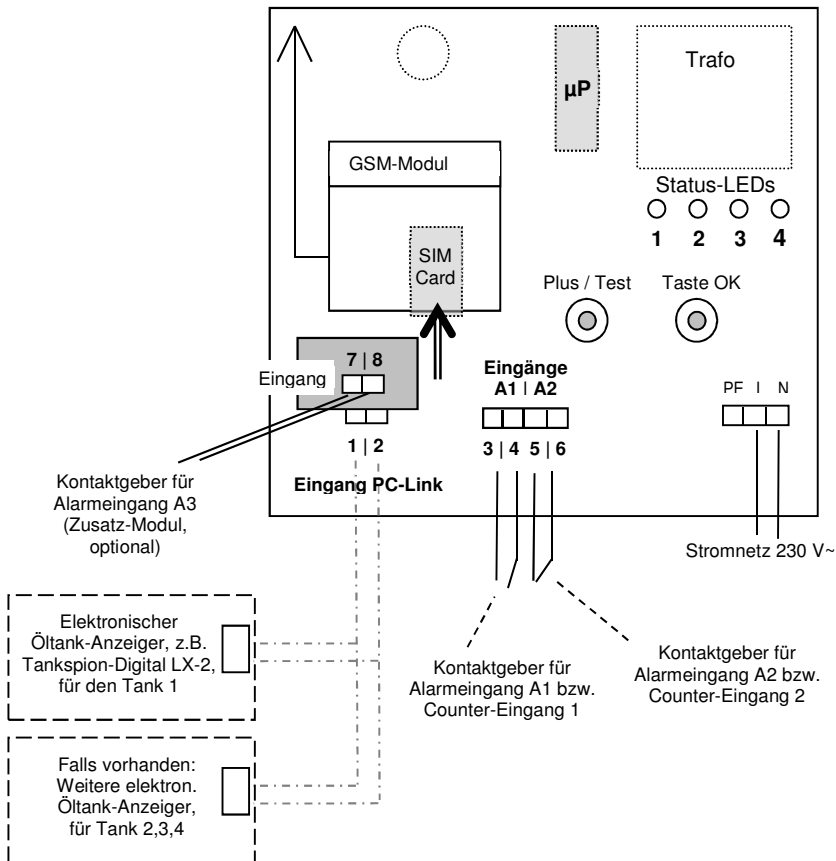 Trafo
µP
GSM-Modul
Status-LEDs
1 2 3 4
SIM
Card
Plus / Test
Taste OK
7 | 8
Eingang
Eingänge
A1 | A2
PF I N
1 | 2
3 | 4 5 | 6
Eingang PC-Link
Kontaktgeber für
Alarmeingang A3
(Zusatz-Modul,
optional)
Stromnetz 230 V~
Elektronischer
Öltank-Anzeiger, z.B.
Tankspion-Digital LX-2,
für den Tank 1
Kontaktgeber für
Alarmeingang A1 bzw.
Counter-Eingang 1
Kontaktgeber für
Alarmeingang A2 bzw.
Counter-Eingang 2
Falls vorhanden:
Weitere elektron.
Öltank-Anzeiger,
für Tank 2,3,4